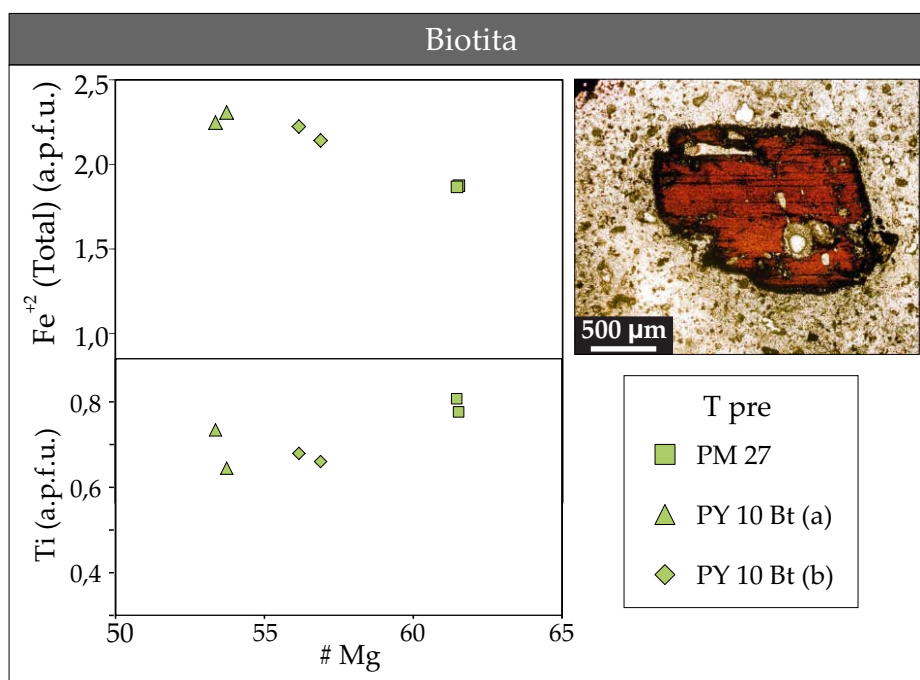 Biotita
Fe+2 (Total) (a.p.f.u.)
2,5
2,0
1,5
1,0
Ti (a.p.f.u.)
0,8
0,6
0,4
50
55
60
65
# Mg
500 µm
T pre
PM 27
PY 10 Bt (a)
PY 10 Bt (b)